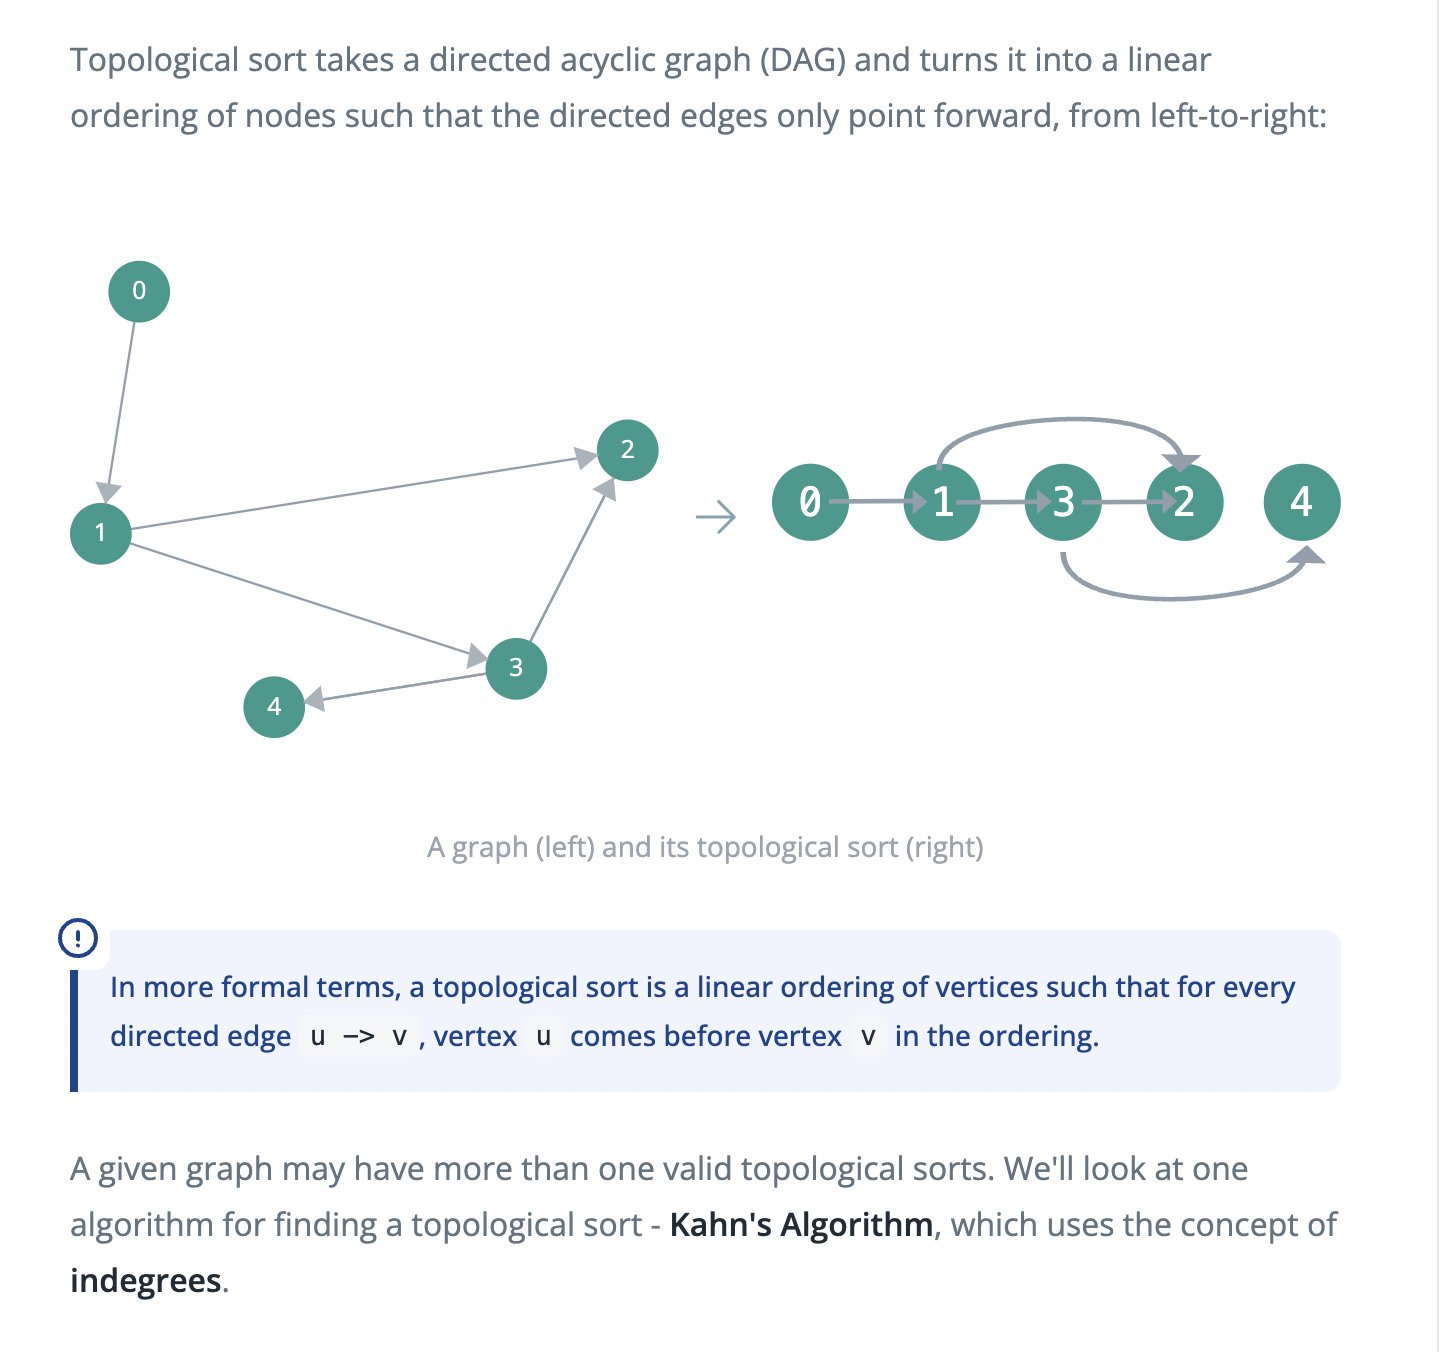 Topological sort takes a directed acyclic graph (DAG) and turns it into a linear
ordering of nodes such that the directed edges only point forward, from left-to-right:
0
1
2
3
4
0 1 3 2 4
A graph (left) and its topological sort (right)
In more formal terms, a topological sort is a linear ordering of vertices such that for every
directed edge u -> v , vertex u comes before vertex v in the ordering.
A given graph may have more than one valid topological sorts. We'll look at one
algorithm for finding a topological sort - Kahn's Algorithm, which uses the concept of
indegrees.